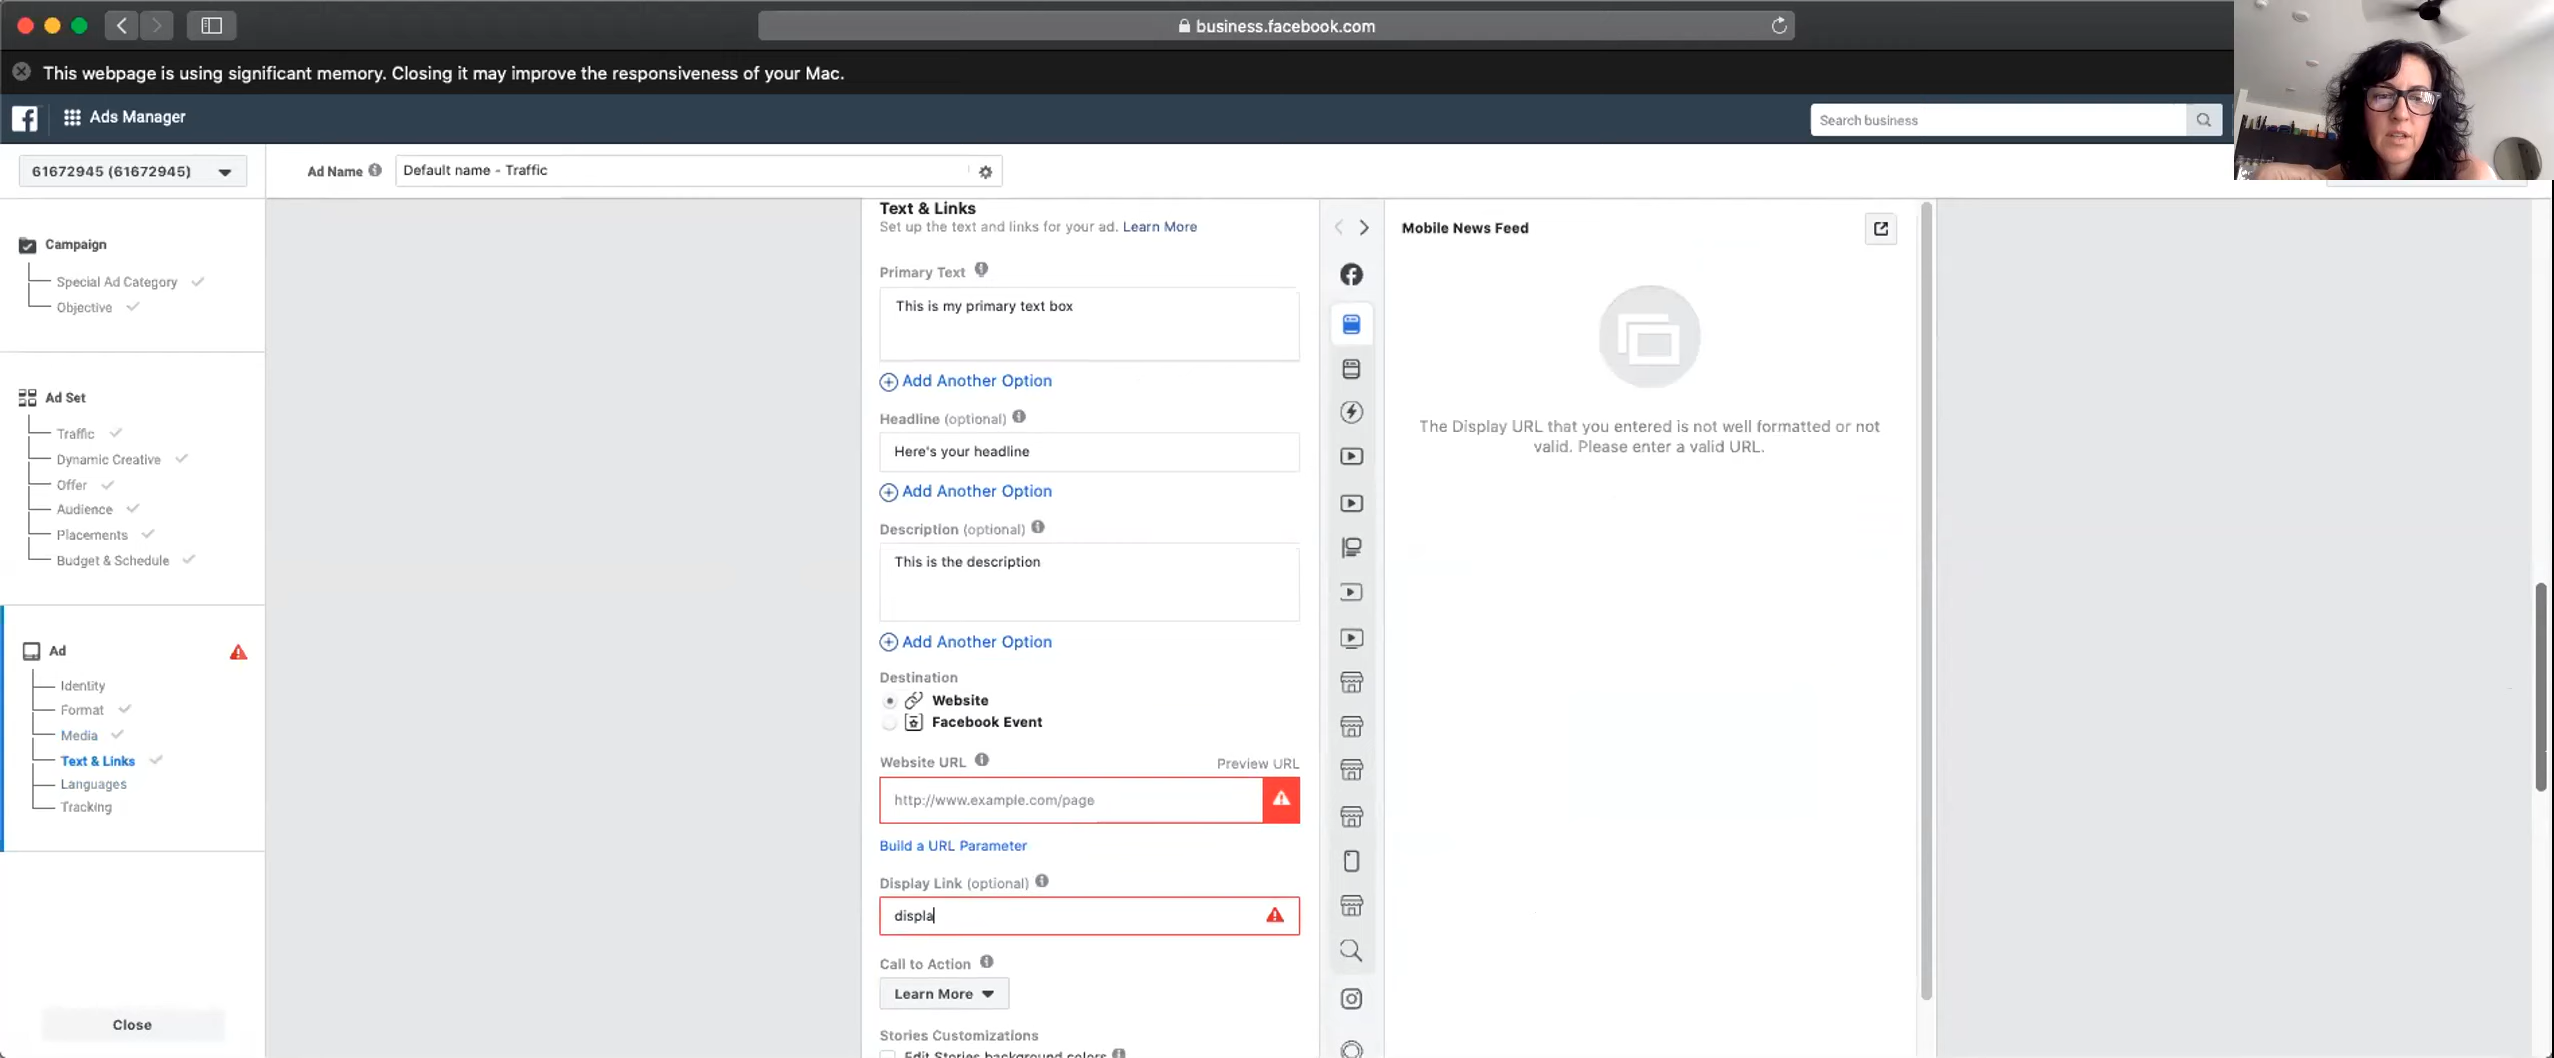 business.facebook.com
This webpage is using significant memory. Closing it may improve the responsiveness of your Mac.
Ads Manager
Search business
61672945 (61672945)
Ad Name
Default name - Traffic
Campaign
Special Ad Category
Objective
Ad Set
Traffic
Dynamic Creative
Offer
Audience
Placements
Budget & Schedule
Ad
Identity
Format
Media
Text & Links
Languages
Tracking
Close
Text & Links
Set up the text and links for your ad. Learn More
Primary Text
This is my primary text box
Add Another Option
Headline (optional)
Here's your headline
Add Another Option
Description (optional)
This is the description
Add Another Option
Destination
Website
Facebook Event
Website URL
Preview URL
http://www.example.com/page
Build a URL Parameter
Display Link (optional)
displa
Call to Action
Learn More
Stories Customizations
Edit Stories background colors
Mobile News Feed
The Display URL that you entered is not well formatted or not
valid. Please enter a valid URL.